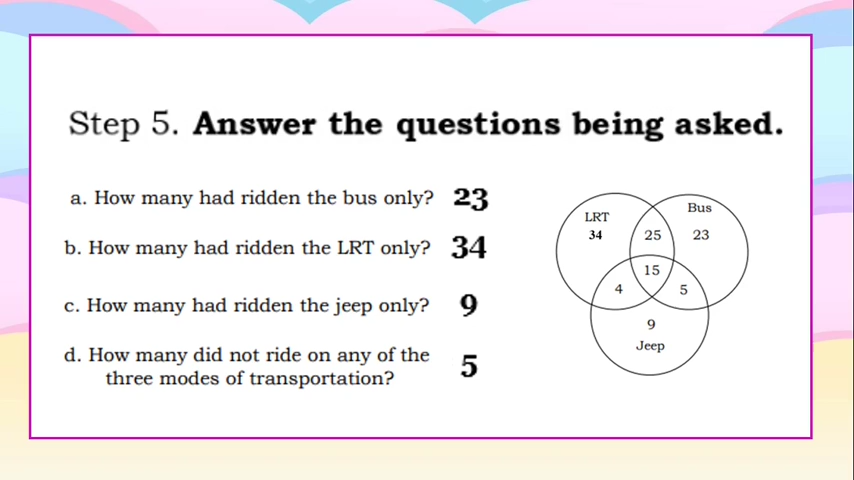 Step 5. Answer the questions being asked.
a. How many had ridden the bus only? 23
b. How many had ridden the LRT only? 34
c. How many had ridden the jeep only? 9
d. How many did not ride on any of the
three modes of transportation? 5
LRT
Bus
34
25
23
15
4
5
9
Jeep